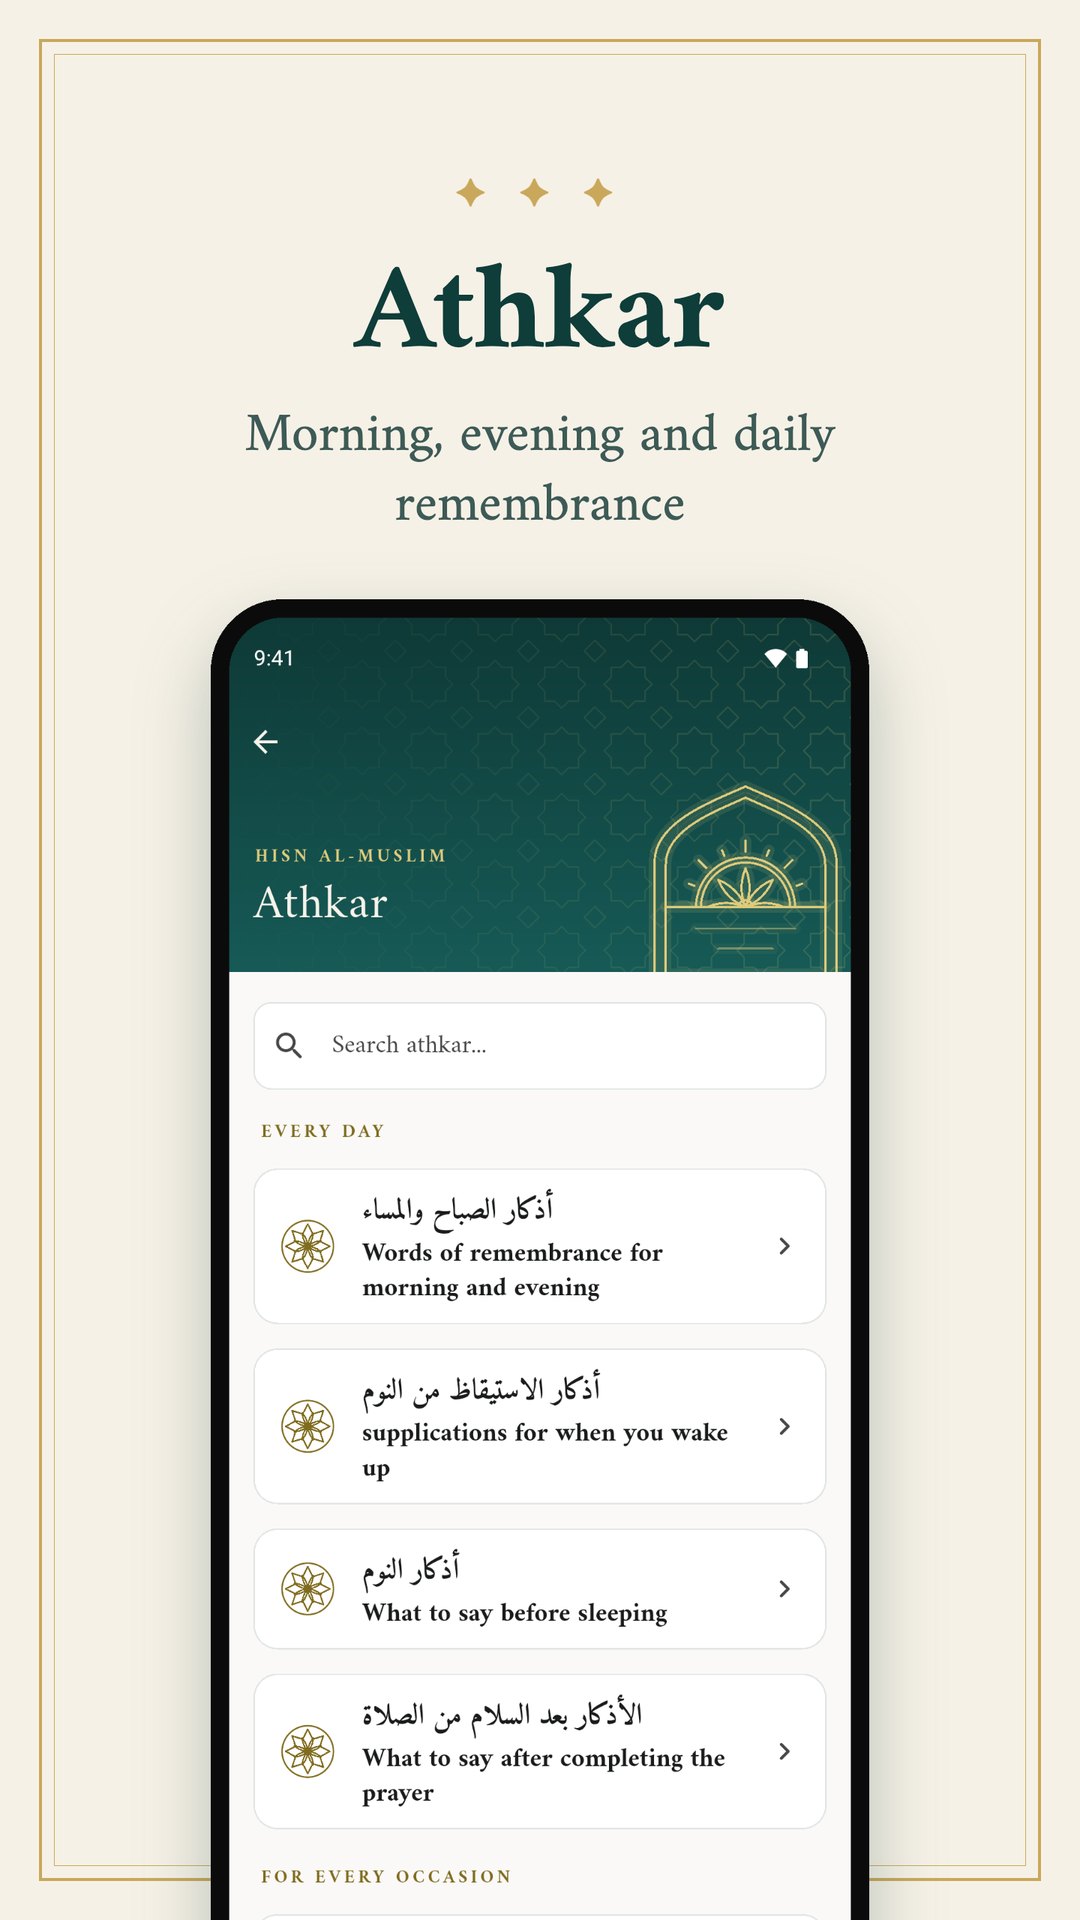 Athkar
Morning, evening and daily
remembrance
9:41
HISN AL-MUSLIM
Athkar
Search athkar...
EVERY DAY
أذكار الصباح والمساء
Words of remembrance for
morning and evening
أذكار الاستيقاظ من النوم
supplications for when you wake
up
أذكار النوم
What to say before sleeping
الأذكار بعد السلام من الصلاة
What to say after completing the
prayer
FOR EVERY OCCASION